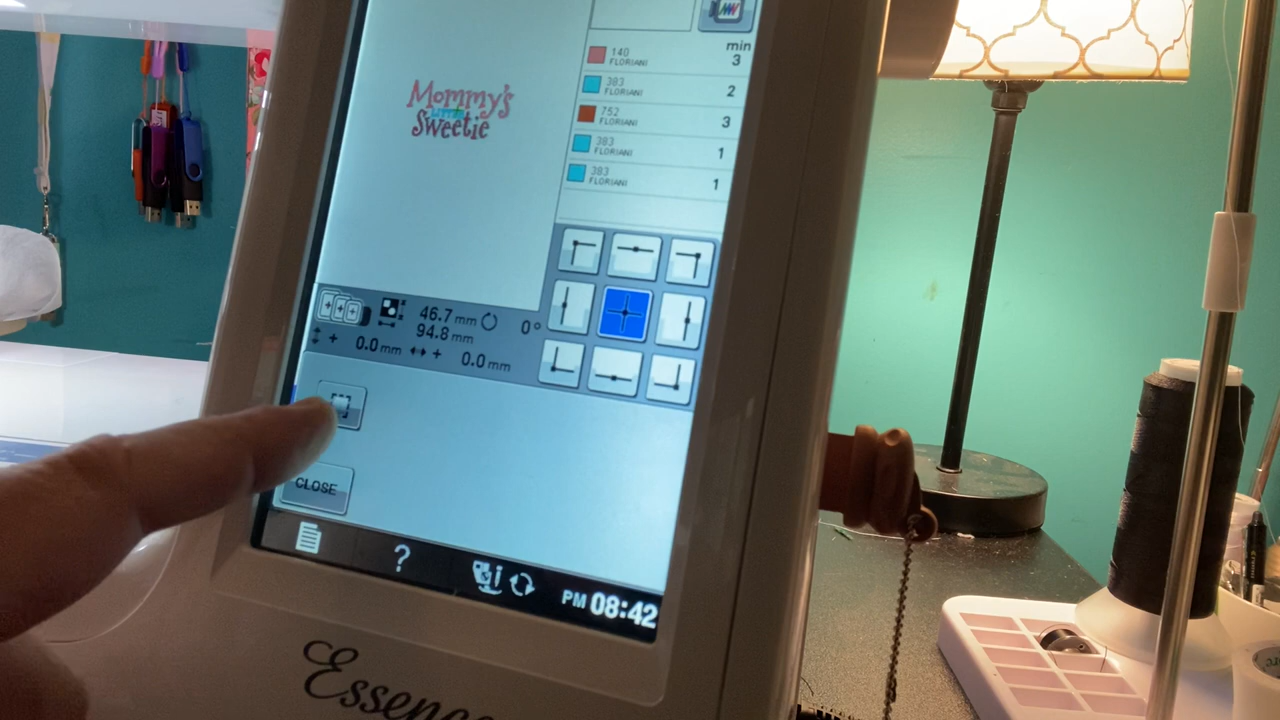 min
140
FLORIANI
3
383
FLORIANI
2
752
FLORIANI
3
383
FLORIANI
1
383
FLORIANI
1
Mommy's
LITTLE
Sweetie
46.7 mm 0°
94.8 mm
+ 0.0 mm + 0.0 mm
CLOSE
? i PM 08:42
Essence